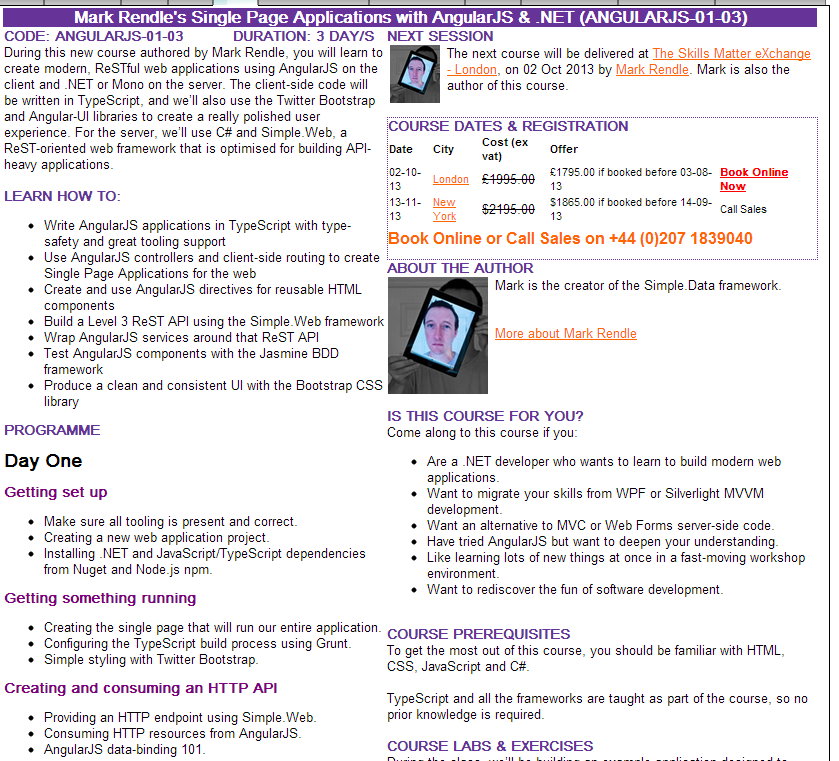 Mark Rendle's Single Page Applications with AngularJS & .NET (ANGULARJS-01-03)
CODE: ANGULARJS-01-03 DURATION: 3 DAY/S
During this new course authored by Mark Rendle, you will learn to
create modern, ReSTful web applications using AngularJS on the
client and .NET or Mono on the server. The client-side code will
be written in TypeScript, and we'll also use the Twitter Bootstrap
and Angular-UI libraries to create a really polished user
experience. For the server, we'll use C# and Simple.Web, a
ReST-oriented web framework that is optimised for building API-
heavy applications.
LEARN HOW TO:
Write AngularJS applications in TypeScript with type-
safety and great tooling support
Use AngularJS controllers and client-side routing to create
Single Page Applications for the web
Create and use AngularJS directives for reusable HTML
components
Build a Level 3 ReST API using the Simple.Web framework
Wrap AngularJS services around that ReST API
Test AngularJS components with the Jasmine BDD
framework
Produce a clean and consistent UI with the Bootstrap CSS
library
PROGRAMME
Day One
Getting set up
Make sure all tooling is present and correct.
Creating a new web application project.
Installing .NET and JavaScript/TypeScript dependencies
from Nuget and Node.js npm.
Getting something running
Creating the single page that will run our entire application.
Configuring the TypeScript build process using Grunt.
Simple styling with Twitter Bootstrap.
Creating and consuming an HTTP API
Providing an HTTP endpoint using Simple.Web.
Consuming HTTP resources from AngularJS.
AngularJS data-binding 101.
NEXT SESSION
The next course will be delivered at The Skills Matter eXchange
- London, on 02 Oct 2013 by Mark Rendle. Mark is also the
author of this course.
COURSE DATES & REGISTRATION
Date City Cost (ex vat) Offer
02-10-13 London £1995.00 £1795.00 if booked before 03-08-13 Book Online Now
13-11-13 New York $2195.00 $1865.00 if booked before 14-09-13 Call Sales
Book Online or Call Sales on +44 (0)207 1839040
ABOUT THE AUTHOR
Mark is the creator of the Simple.Data framework.
More about Mark Rendle
IS THIS COURSE FOR YOU?
Come along to this course if you:
Are a .NET developer who wants to learn to build modern web
applications.
Want to migrate your skills from WPF or Silverlight MVVM
development.
Want an alternative to MVC or Web Forms server-side code.
Have tried AngularJS but want to deepen your understanding.
Like learning lots of new things at once in a fast-moving workshop
environment.
Want to rediscover the fun of software development.
COURSE PREREQUISITES
To get the most out of this course, you should be familiar with HTML,
CSS, JavaScript and C#.
TypeScript and all the frameworks are taught as part of the course, so no
prior knowledge is required.
COURSE LABS & EXERCISES
During the class, we'll be building an example application designed to